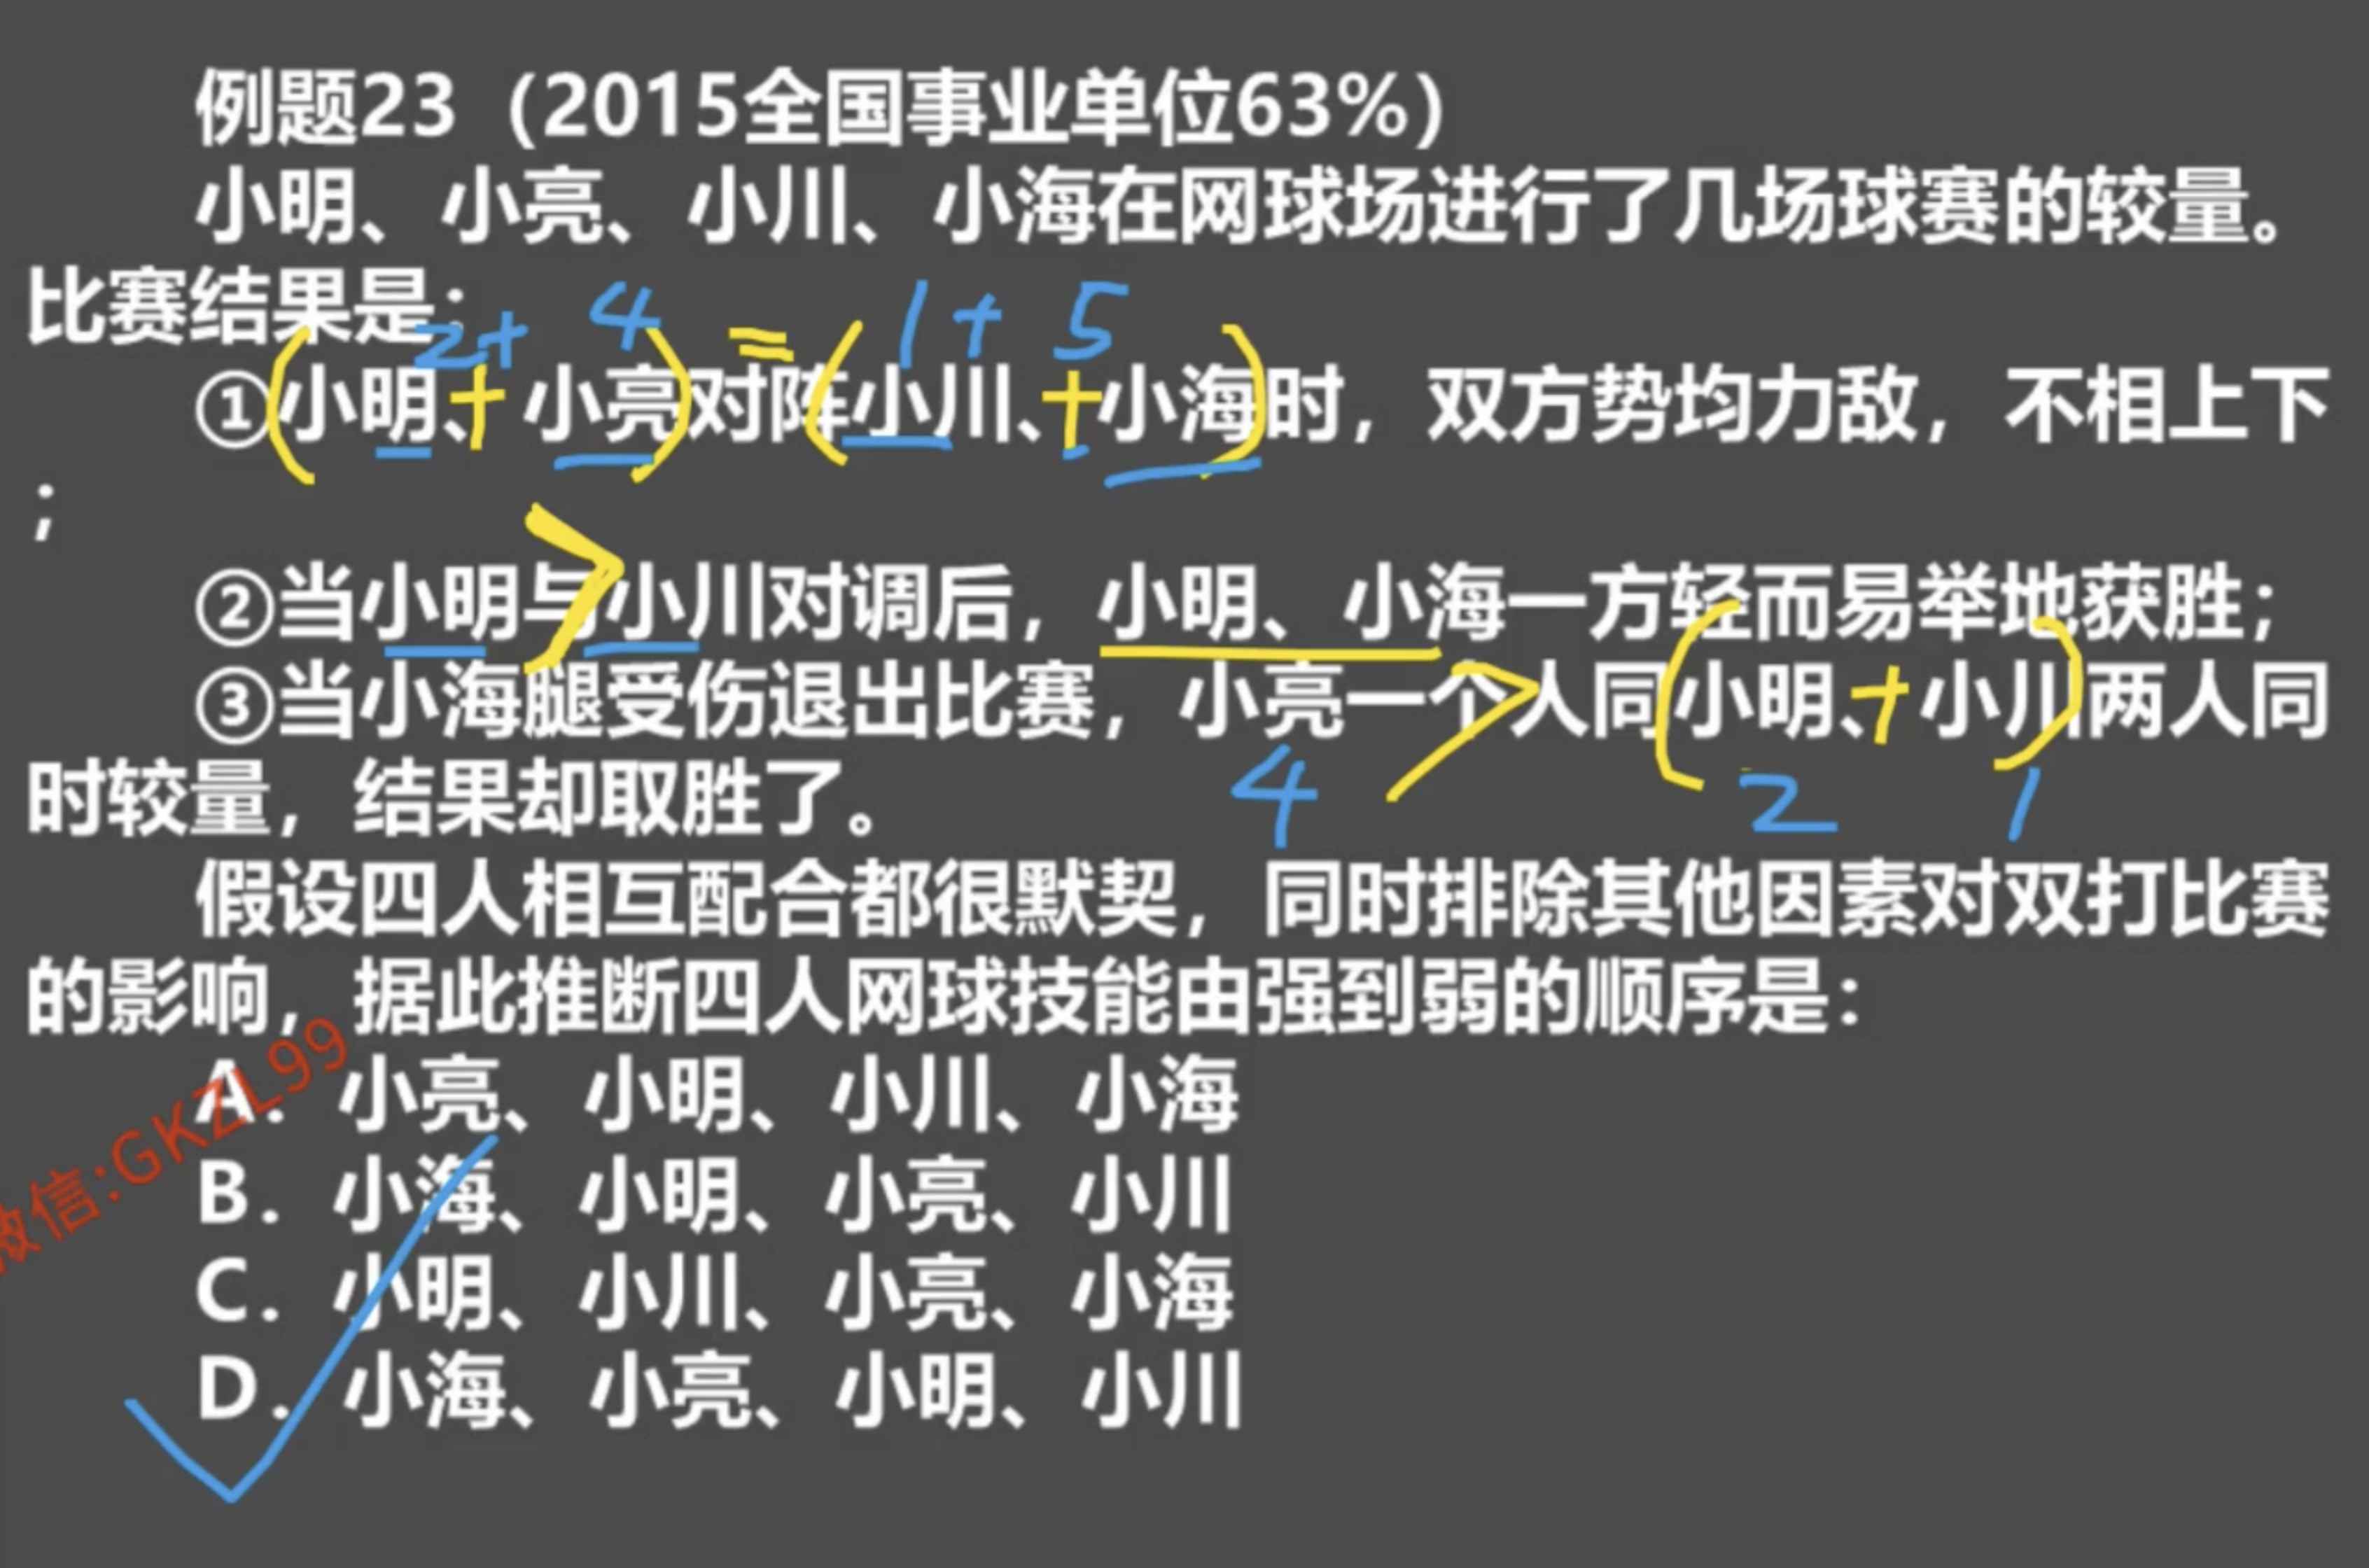 例题23（2015全国事业单位63%）
小明、小亮、小川、小海在网球场进行了几场球赛的较量。
比赛结果是：
2+ 4 = 1+ 5
①(小明、+小亮)对阵(小川、+小海)时，双方势均力敌，不相上下
；
>
②当小明与小川对调后，小明、小海一方轻而易举地获胜；
③当小海腿受伤退出比赛，小亮一个人同(小明、+小川)两人同
4 > 2 1
时较量，结果却取胜了。
假设四人相互配合都很默契，同时排除其他因素对双打比赛
的影响，据此推断四人网球技能由强到弱的顺序是：
A．小亮、小明、小川、小海
B．小海、小明、小亮、小川
C．小明、小川、小亮、小海
D．小海、小亮、小明、小川
微信:GKZL99